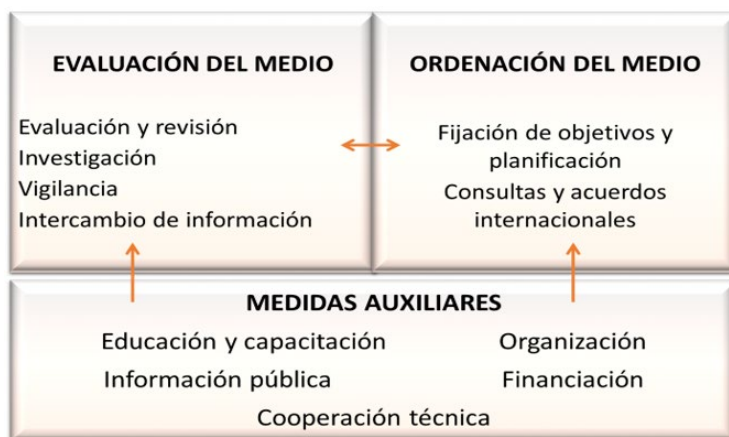 EVALUACIÓN DEL MEDIO
Evaluación y revisión
Investigación
Vigilancia
Intercambio de información
ORDENACIÓN DEL MEDIO
Fijación de objetivos y
planificación
Consultas y acuerdos
internacionales
MEDIDAS AUXILIARES
Educación y capacitación
Organización
Información pública
Financiación
Cooperación técnica